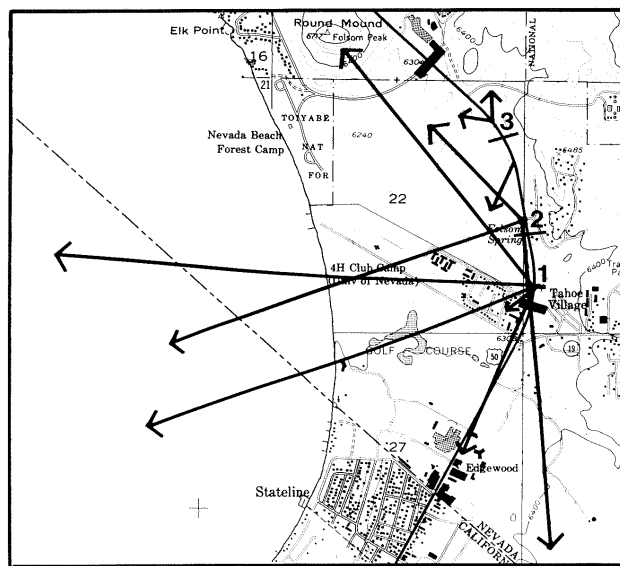 Round Mound
Elk Point
Folsom Peak
6400
NATIONAL
16
21
TOIYABE
Nevada Beach
Forest Camp
NAT
FOR
6240
3
6485
22
2
Folsom
Spring
4H Club Camp
(Univ of Nevada)
1
6400
Tahoe
Village
GOLF COURSE
50
19
27
Edgewood
Stateline
NEVADA
CALIFORN